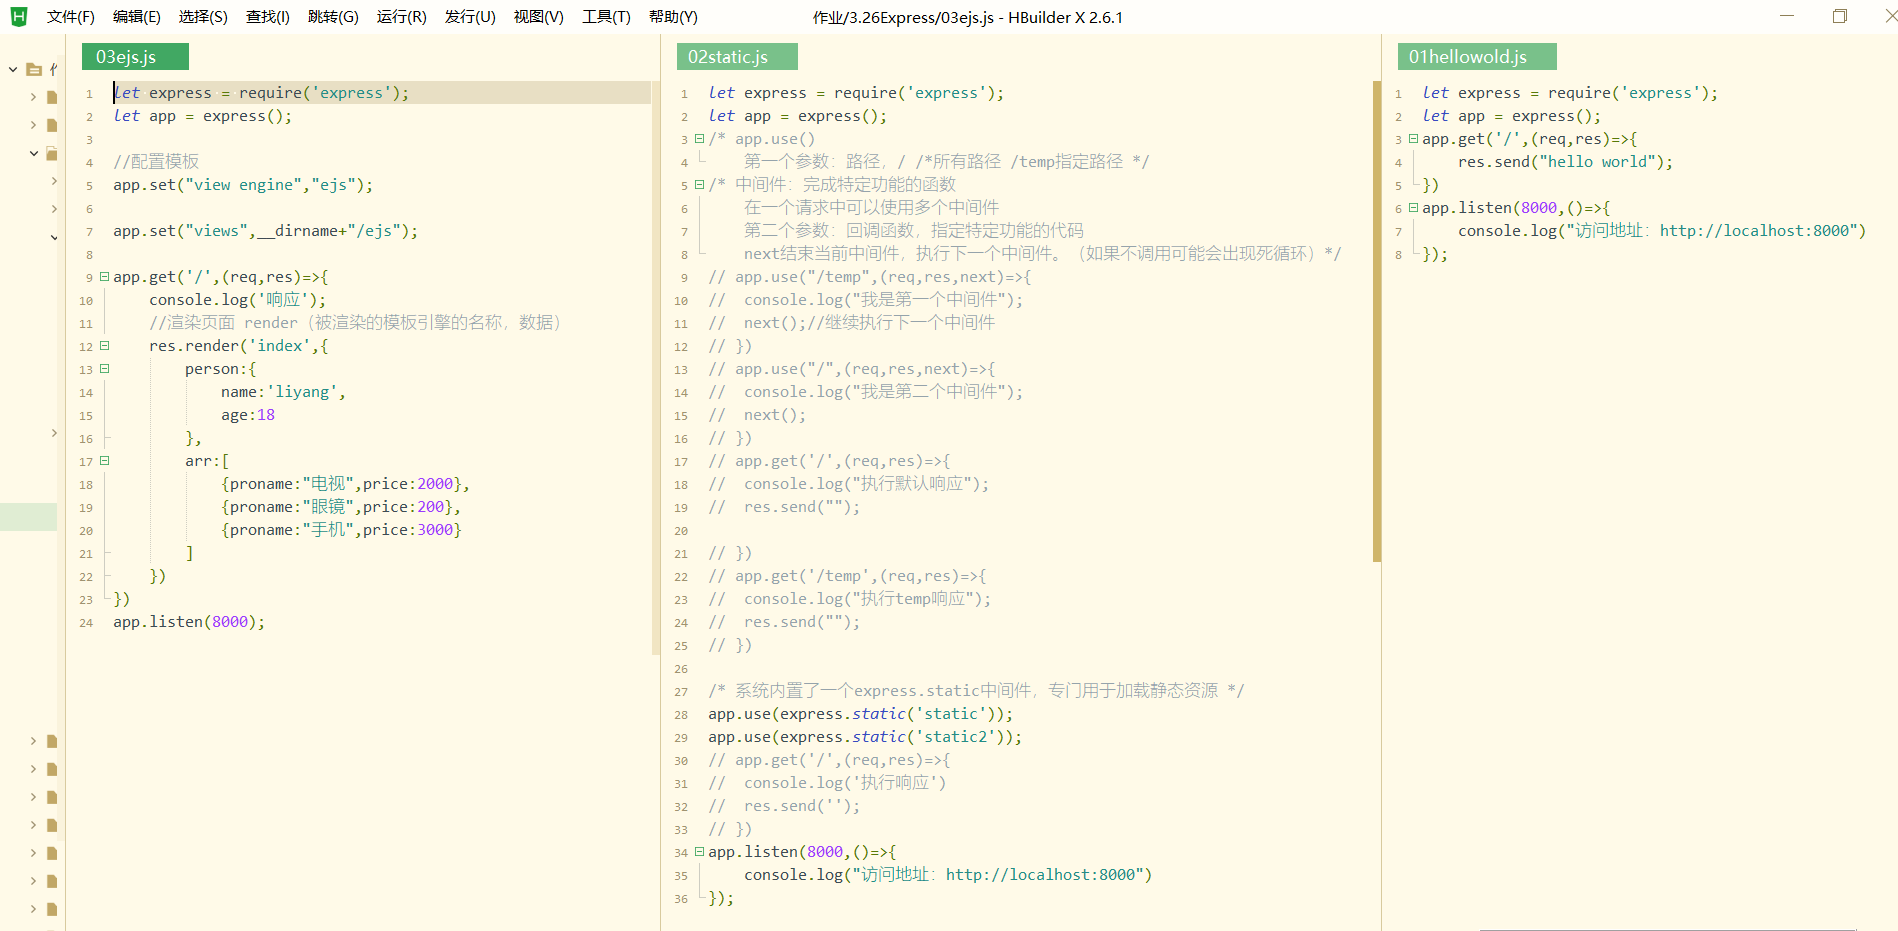 文件(F) 编辑(E) 选择(S) 查找(I) 跳转(G) 运行(R) 发行(U) 视图(V) 工具(T) 帮助(Y) 作业/3.26Express/03ejs.js - HBuilder X 2.6.1
03ejs.js
1 let express = require('express');
2 let app = express();
3
4 //配置模板
5 app.set("view engine","ejs");
6
7 app.set("views",__dirname+"/ejs");
8
9 app.get('/',(req,res)=>{
10 console.log('响应');
11 //渲染页面 render（被渲染的模板引擎的名称，数据）
12 res.render('index',{
13 person:{
14 name:'liyang',
15 age:18
16 },
17 arr:[
18 {proname:"电视",price:2000},
19 {proname:"眼镜",price:200},
20 {proname:"手机",price:3000}
21 ]
22 })
23 })
24 app.listen(8000);
02static.js
1 let express = require('express');
2 let app = express();
3 /* app.use()
4 第一个参数：路径，/ /*所有路径 /temp指定路径 */
5 /* 中间件：完成特定功能的函数
6 在一个请求中可以使用多个中间件
7 第二个参数：回调函数，指定特定功能的代码
8 next结束当前中间件，执行下一个中间件。（如果不调用可能会出现死循环）*/
9 // app.use("/temp",(req,res,next)=>{
10 // console.log("我是第一个中间件");
11 // next();//继续执行下一个中间件
12 // })
13 // app.use("/",(req,res,next)=>{
14 // console.log("我是第二个中间件");
15 // next();
16 // })
17 // app.get('/',(req,res)=>{
18 // console.log("执行默认响应");
19 // res.send("");
20
21 // })
22 // app.get('/temp',(req,res)=>{
23 // console.log("执行temp响应");
24 // res.send("");
25 // })
26
27 /* 系统内置了一个express.static中间件，专门用于加载静态资源 */
28 app.use(express.static('static'));
29 app.use(express.static('static2'));
30 // app.get('/',(req,res)=>{
31 // console.log('执行响应')
32 // res.send('');
33 // })
34 app.listen(8000,()=>{
35 console.log("访问地址：http://localhost:8000")
36 });
01hellowold.js
1 let express = require('express');
2 let app = express();
3 app.get('/',(req,res)=>{
4 res.send("hello world");
5 })
6 app.listen(8000,()=>{
7 console.log("访问地址：http://localhost:8000")
8 });